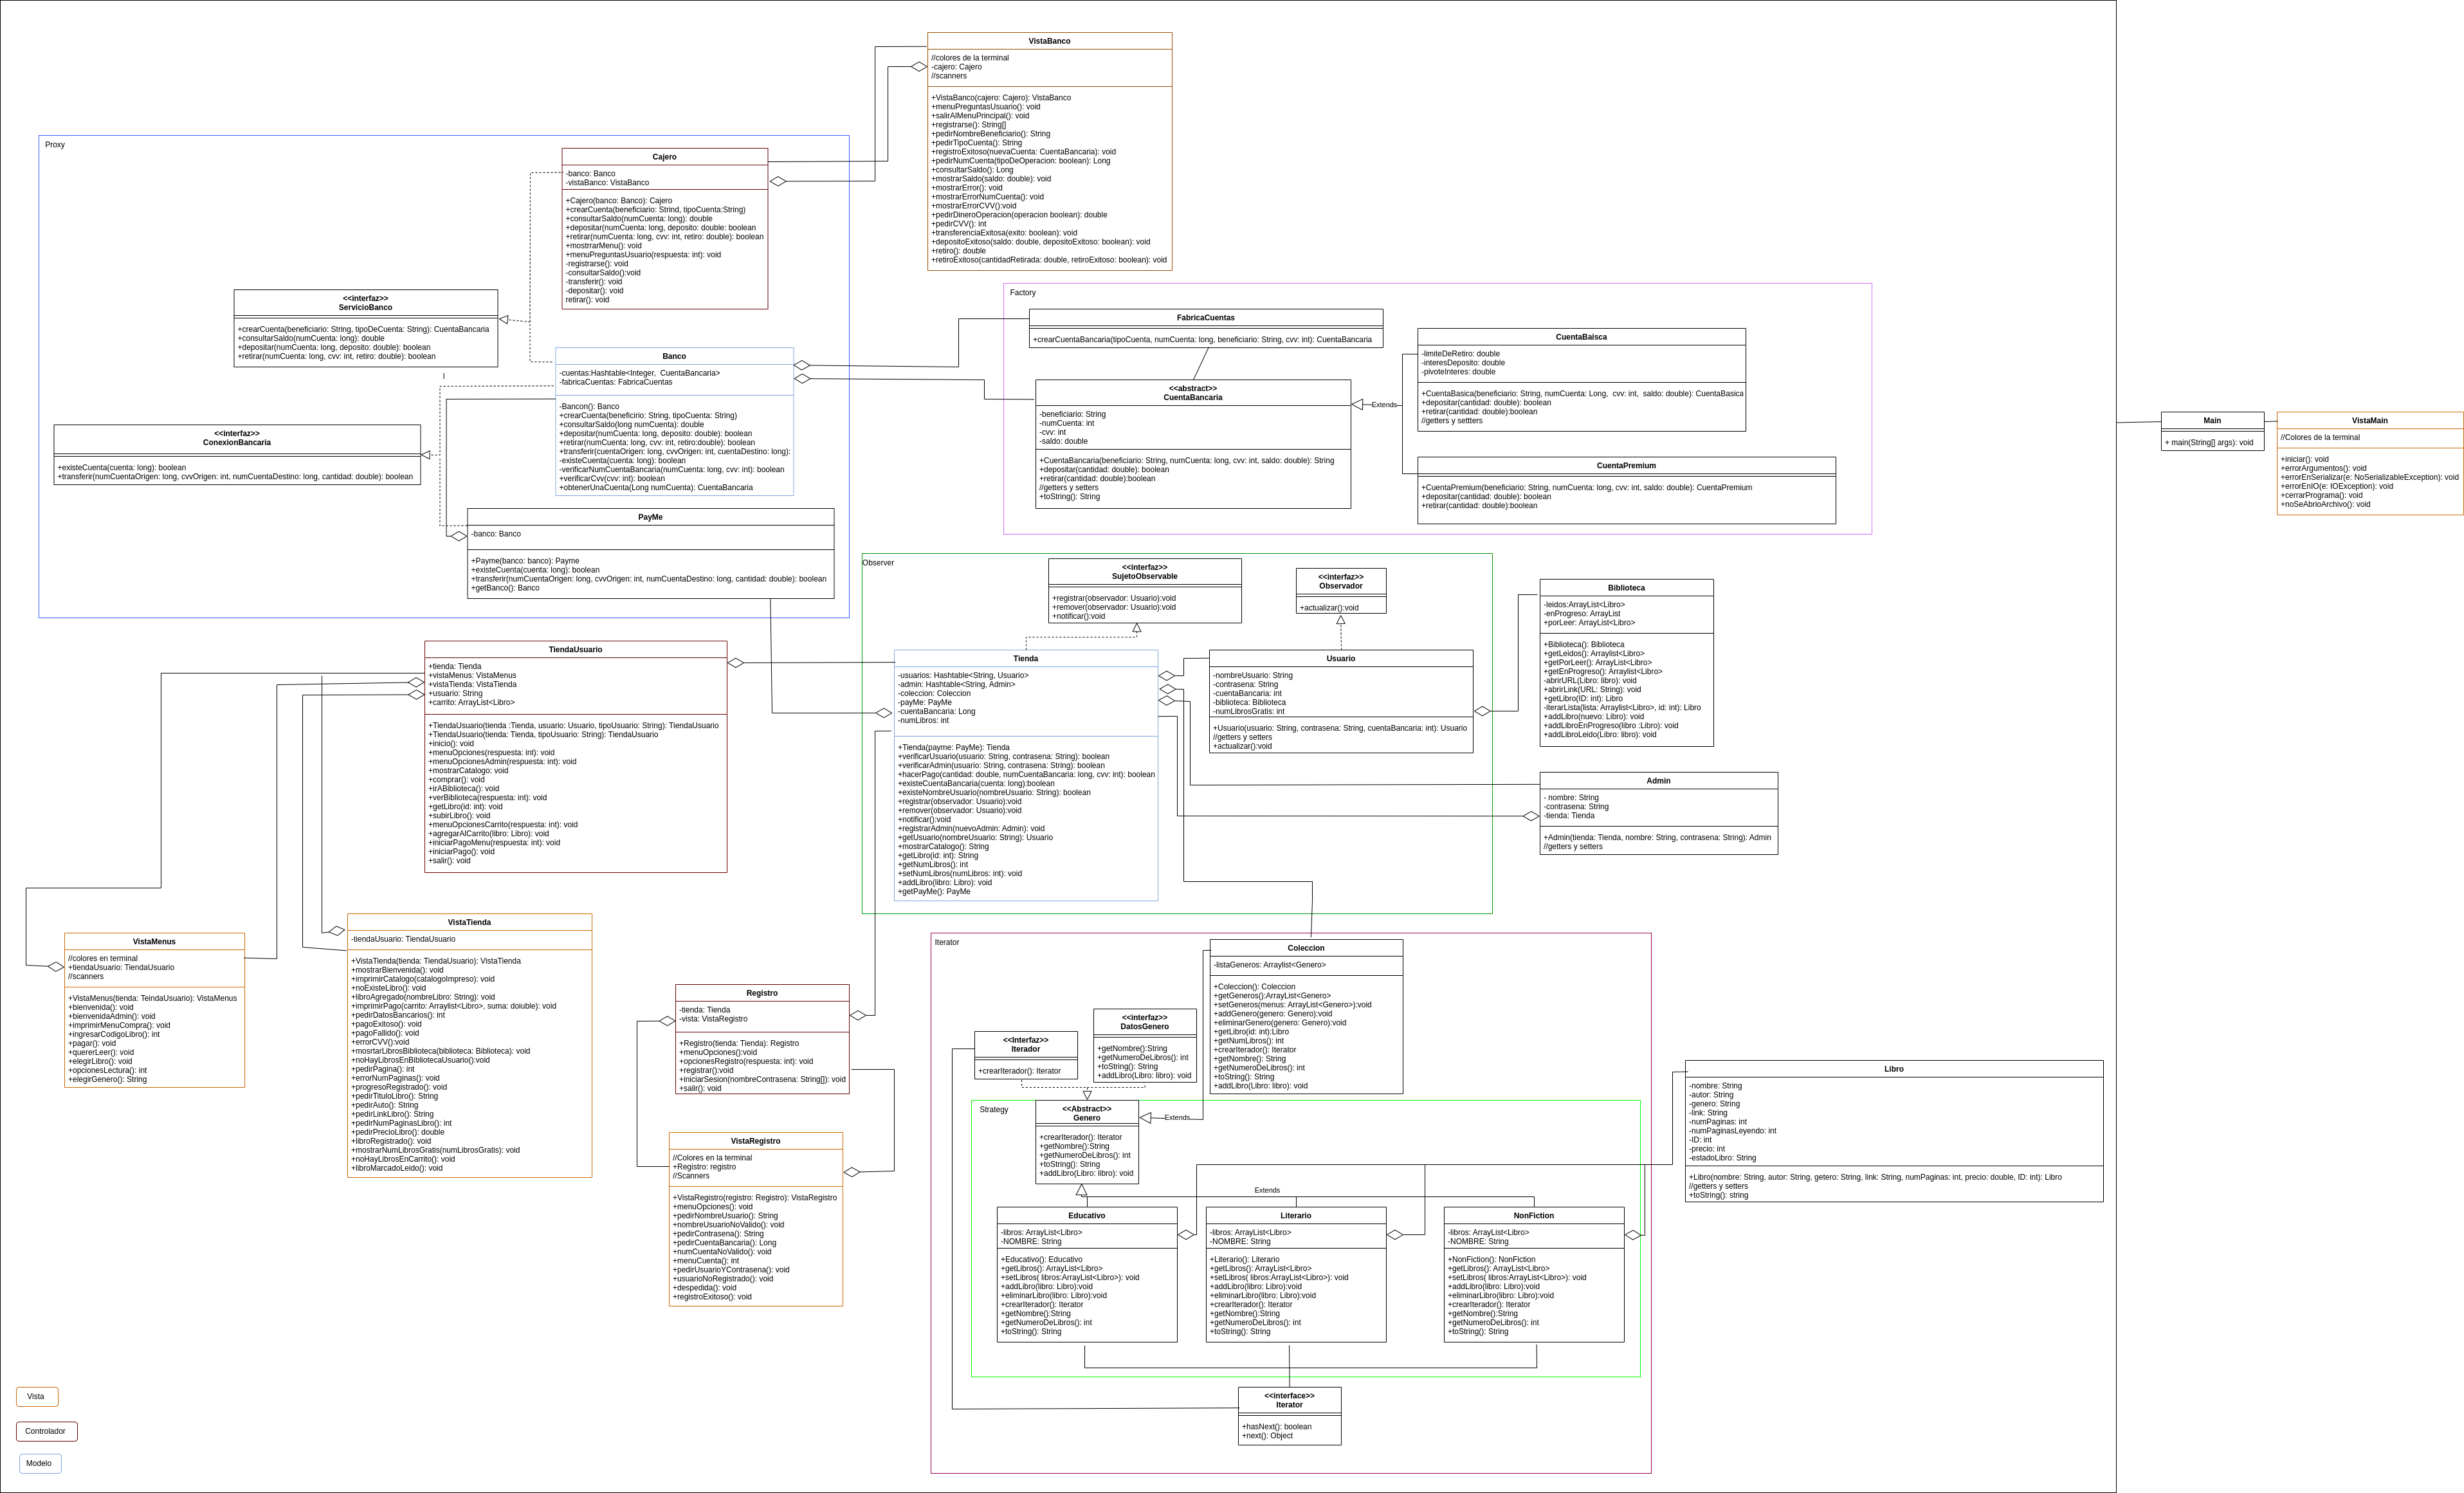 VistaBanco
//colores de la terminal
-cajero: Cajero
//scanners
+VistaBanco(cajero: Cajero): VistaBanco
+menuPreguntasUsuario(): void
+salirAlMenuPrincipal(): void
+registrarse(): String[]
+pedirNombreBeneficiario(): String
+pedirTipoCuenta(): String
+registroExitoso(nuevaCuenta: CuentaBancaria): void
+pedirNumCuenta(tipoDeOperacion: boolean): Long
+consultarSaldo(): Long
+mostrarSaldo(saldo: double): void
+mostrarError(): void
+mostrarErrorNumCuenta(): void
+mostrarErrorCVV():void
+pedirDineroOperacion(operacion boolean): double
+pedirCVV(): int
+transferenciaExitosa(exito: boolean): void
+depositoExitoso(saldo: double, depositoExitoso: boolean): void
+retiro(): double
+retiroExitoso(cantidadRetirada: double, retiroExitoso: boolean): void
Proxy
Cajero
-banco: Banco
-vistaBanco: VistaBanco
+Cajero(banco: Banco): Cajero
+crearCuenta(beneficiario: Strind, tipoCuenta:String)
+consultarSaldo(numCuenta: long): double
+depositar(numCuenta: long, deposito: double: boolean
+retirar(numCuenta: long, cvv: int, retiro: double): boolean
+mostrrarMenu(): void
+menuPreguntasUsuario(respuesta: int): void
-registrarse(): void
-consultarSaldo():void
-transferir(): void
-depositar(): void
retirar(): void
<<interfaz>>
ServicioBanco
+crearCuenta(beneficiario: String, tipoDeCuenta: String): CuentaBancaria
+consultarSaldo(numCuenta: long): double
+depositar(numCuenta: long, deposito: double): boolean
+retirar(numCuenta: long, cvv: int, retiro: double): boolean
Banco
-cuentas:Hashtable<Integer,  CuentaBancaria>
-fabricaCuentas: FabricaCuentas
-Bancon(): Banco
+crearCuenta(beneficirio: String, tipoCuenta: String)
+consultarSaldo(long numCuenta): double
+depositar(numCuenta: long, deposito: double): boolean
+retirar(numCuenta: long, cvv: int, retiro:double): boolean
+transferir(cuentaOrigen: long, cvvOrigen: int, cuentaDestino: long):
-existeCuenta(cuenta: long): boolean
-verificarNumCuentaBancaria(numCuenta: long, cvv: int): boolean
+verificarCvv(cvv: int): boolean
+obtenerUnaCuenta(Long numCuenta): CuentaBancaria
<<interfaz>>
ConexionBancaria
+existeCuenta(cuenta: long): boolean
+transferir(numCuentaOrigen: long, cvvOrigen: int, numCuentaDestino: long, cantidad: double): boolean
PayMe
-banco: Banco
+Payme(banco: banco): Payme
+existeCuenta(cuenta: long): boolean
+transferir(numCuentaOrigen: long, cvvOrigen: int, numCuentaDestino: long, cantidad: double): boolean
+getBanco(): Banco
Factory
FabricaCuentas
+crearCuentaBancaria(tipoCuenta, numCuenta: long, beneficiario: String, cvv: int): CuentaBancaria
<<abstract>>
CuentaBancaria
-beneficiario: String
-numCuenta: int
-cvv: int
-saldo: double
+CuentaBancaria(beneficiario: String, numCuenta: long, cvv: int, saldo: double): String
+depositar(cantidad: double): boolean
+retirar(cantidad: double):boolean
//getters y setters
+toString(): String
Extends
CuentaBaisca
-limiteDeRetiro: double
-interesDeposito: double
-pivoteInteres: double
+CuentaBasica(beneficiario: String, numCuenta: Long,  cvv: int,  saldo: double): CuentaBasica
+depositar(cantidad: double): boolean
+retirar(cantidad: double):boolean
//getters y settters
CuentaPremium
+CuentaPremium(beneficiario: String, numCuenta: long, cvv: int, saldo: double): CuentaPremium
+depositar(cantidad: double): boolean
+retirar(cantidad: double):boolean
Main
+ main(String[] args): void
VistaMain
//Colores de la terminal
+iniciar(): void
+errorArgumentos(): void
+errorEnSerializar(e: NoSerializableException): void
+errorEnIO(e: IOException): void
+cerrarPrograma(): void
+noSeAbrioArchivo(): void
Observer
<<interfaz>>
SujetoObservable
+registrar(observador: Usuario):void
+remover(observador: Usuario):void
+notificar():void
<<interfaz>>
Observador
+actualizar():void
Tienda
-usuarios: Hashtable<String, Usuario>
-admin: Hashtable<String, Admin>
-coleccion: Coleccion
-payMe: PayMe
-cuentaBancaria: Long
-numLibros: int
+Tienda(payme: PayMe): Tienda
+verificarUsuario(usuario: String, contrasena: String): boolean
+verificarAdmin(usuario: String, contrasena: String): boolean
+hacerPago(cantidad: double, numCuentaBancaria: long, cvv: int): boolean
+existeCuentaBancaria(cuenta: long):boolean
+existeNombreUsuario(nombreUsuario: String): boolean
+registrar(observador: Usuario):void
+remover(observador: Usuario):void
+notificar():void
+registrarAdmin(nuevoAdmin: Admin): void
+getUsuario(nombreUsuario: String): Usuario
+mostrarCatalogo(): String
+getLibro(id: int): String
+getNumLibros(): int
+setNumLibros(numLibros: int): void
+addLibro(libro: Libro): void
+getPayMe(): PayMe
Usuario
-nombreUsuario: String
-contrasena: String
-cuentaBancaria: int
-biblioteca: Biblioteca
-numLibrosGratis: int
+Usuario(usuario: String, contrasena: String, cuentaBancaria: int): Usuario
//getters y setters
+actualizar():void
Biblioteca
-leidos:ArrayList<Libro>
-enProgreso: ArrayList
+porLeer: ArrayList<Libro>
+Biblioteca(): Biblioteca
+getLeidos(): Arraylist<Libro>
+getPorLeer(): ArrayList<Libro>
+getEnProgreso(): Arraylist<Libro>
-abrirURL(Libro: libro): void
+abrirLink(URL: String): void
+getLibro(ID: int): Libro
-iterarLista(lista: Arraylist<Libro>, id: int): Libro
+addLibro(nuevo: Libro): void
+addLibroEnProgreso(libro :Libro): void
+addLibroLeido(Libro: libro): void
Admin
- nombre: String
-contrasena: String
-tienda: Tienda
+Admin(tienda: Tienda, nombre: String, contrasena: String): Admin
//getters y setters
TiendaUsuario
+tienda: Tienda
+vistaMenus: VistaMenus
+vistaTienda: VistaTienda
+usuario: String
+carrito: ArrayList<Libro>
+TiendaUsuario(tienda :Tienda, usuario: Usuario, tipoUsuario: String): TiendaUsuario
+TiendaUsuario(tienda: Tienda, tipoUsuario: String): TiendaUsuario
+inicio(): void
+menuOpciones(respuesta: int): void
+menuOpcionesAdmin(respuesta: int): void
+mostrarCatalogo: void
+comprar(): void
+irABiblioteca(): void
+verBiblioteca(respuesta: int): void
+getLibro(id: int): void
+subirLibro(): void
+menuOpcionesCarrito(respuesta: int): void
+agregarAlCarrito(libro: Libro): void
+iniciarPagoMenu(respuesta: int): void
+iniciarPago(): void
+salir(): void
VistaMenus
//colores en terminal
+tiendaUsuario: TiendaUsuario
//scanners
+VistaMenus(tienda: TeindaUsuario): VistaMenus
+bienvenida(): void
+bienvenidaAdmin(): void
+imprimirMenuCompra(): void
+ingresarCodigoLibro(): int
+pagar(): void
+quererLeer(): void
+elegirLibro(): void
+opcionesLectura(): int
+elegirGenero(): String
VistaTienda
-tiendaUsuario: TiendaUsuario
+VistaTienda(tienda: TiendaUsuario): VistaTienda
+mostrarBienvenida(): void
+imprimirCatalogo(catalogoImpreso): void
+noExisteLibro(): void
+libroAgregado(nombreLibro: String): void
+imprimirPago(carrito: Arraylist<Libro>, suma: doiuble): void
+pedirDatosBancarios(): int
+pagoExitoso(): void
+pagoFallido(): void
+errorCVV():void
+mosrtarLibrosBiblioteca(biblioteca: Biblioteca): void
+noHayLibrosEnBibliotecaUsuario():void
+pedirPagina(): int
+errorNumPaginas(): void
+progresoRegistrado(): void
+pedirTituloLibro(): String
+pedirAuto(): String
+pedirLinkLibro(): String
+pedirNumPaginasLibro(): int
+pedirPrecioLibro(): double
+libroRegistrado(): void
+mostrarNumLibrosGratis(numLibrosGratis): void
+noHayLibrosEnCarrito(): void
+libroMarcadoLeido(): void
Registro
-tienda: Tienda
-vista: VistaRegistro
+Registro(tienda: Tienda): Registro
+menuOpciones():void
+opcionesRegistro(respuesta: int): void
+registrar():void
+iniciarSesion(nombreContrasena: String[]): void
+salir(): void
VistaRegistro
//Colores en la terminal
+Registro: registro
//Scanners
+VistaRegistro(registro: Registro): VistaRegistro
+menuOpciones(): void
+pedirNombreUsuario(): String
+nombreUsuarioNoValido(): void
+pedirContrasena(): String
+pedirCuentaBancaria(): Long
+numCuentaNoValido(): void
+menuCuenta(): int
+pedirUsuarioYContrasena(): void
+usuarioNoRegistrado(): void
+despedida(): void
+registroExitoso(): void
Iterator
Coleccion
-listaGeneros: Arraylist<Genero>
+Coleccion(): Coleccion
+getGeneros():ArrayList<Genero>
+setGeneros(menus: ArrayList<Genero>):void
+addGenero(genero: Genero):void
+eliminarGenero(genero: Genero):void
+getLibro(id: int):Libro
+getNumLibros(): int
+crearIterador(): Iterator
+getNombre(): String
+getNumeroDeLibros(): int
+toString(): String
+addLibro(Libro: libro): void
<<interfaz>>
DatosGenero
+getNombre():String
+getNumeroDeLibros(): int
+toString(): String
+addLibro(Libro: libro): void
<<Interfaz>>
Iterador
+crearIterador(): Iterator
Strategy
<<Abstract>>
Genero
+crearIterador(): Iterator
+getNombre():String
+getNumeroDeLibros(): int
+toString(): String
+addLibro(Libro: libro): void
Extends
Extends
Educativo
-libros: ArrayList<Libro>
-NOMBRE: String
+Educativo(): Educativo
+getLibros(): ArrayList<Libro>
+setLibros( libros:ArrayList<Libro>): void
+addLibro(libro: Libro):void
+eliminarLibro(libro: Libro):void
+crearIterador(): Iterator
+getNombre():String
+getNumeroDeLibros(): int
+toString(): String
Literario
-libros: ArrayList<Libro>
-NOMBRE: String
+Literario(): Literario
+getLibros(): ArrayList<Libro>
+setLibros( libros:ArrayList<Libro>): void
+addLibro(libro: Libro):void
+eliminarLibro(libro: Libro):void
+crearIterador(): Iterator
+getNombre():String
+getNumeroDeLibros(): int
+toString(): String
NonFiction
-libros: ArrayList<Libro>
-NOMBRE: String
+NonFiction(): NonFiction
+getLibros(): ArrayList<Libro>
+setLibros( libros:ArrayList<Libro>): void
+addLibro(libro: Libro):void
+eliminarLibro(libro: Libro):void
+crearIterador(): Iterator
+getNombre():String
+getNumeroDeLibros(): int
+toString(): String
<<interface>>
Iterator
+hasNext(): boolean
+next(): Object
Libro
-nombre: String
-autor: String
-genero: String
-link: String
-numPaginas: int
-numPaginasLeyendo: int
-ID: int
-precio: int
-estadoLibro: String
+Libro(nombre: String, autor: String, getero: String, link: String, numPaginas: int, precio: double, ID: int): Libro
//getters y setters
+toString(): string
Vista
Controlador
Modelo